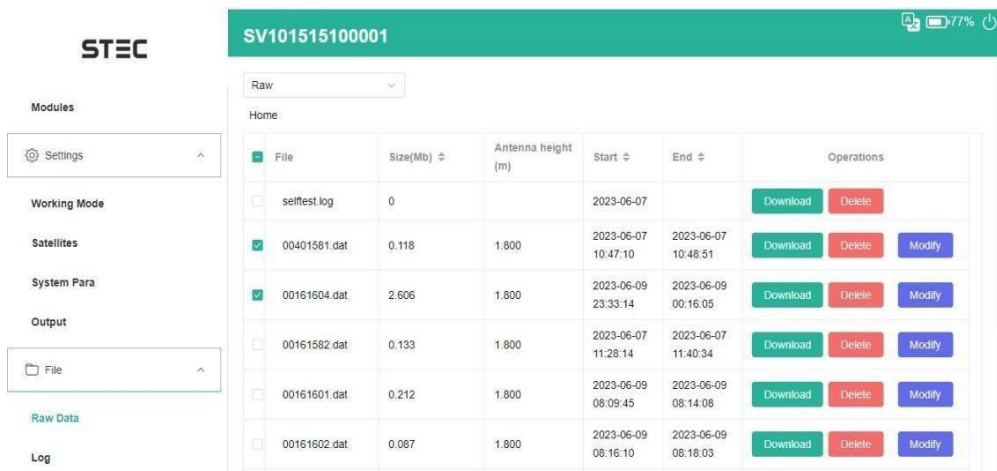 STEC
SV101515100001
77%
Raw
Home
Modules
Settings
Working Mode
Satellites
System Para
Output
File
Raw Data
Log
File Size(Mb) Antenna height (m) Start End Operations
selftest.log 0 2023-06-07 Download Delete
00401581.dat 0.118 1.800 2023-06-07 10:47:10 2023-06-07 10:48:51 Download Delete Modify
00161604.dat 2.606 1.800 2023-06-09 23:33:14 2023-06-09 00:16:05 Download Delete Modify
00161582.dat 0.133 1.800 2023-06-07 11:28:14 2023-06-07 11:40:34 Download Delete Modify
00161601.dat 0.212 1.800 2023-06-09 08:09:45 2023-06-09 08:14:08 Download Delete Modify
00161602.dat 0.087 1.800 2023-06-09 08:16:10 2023-06-09 08:18:03 Download Delete Modify